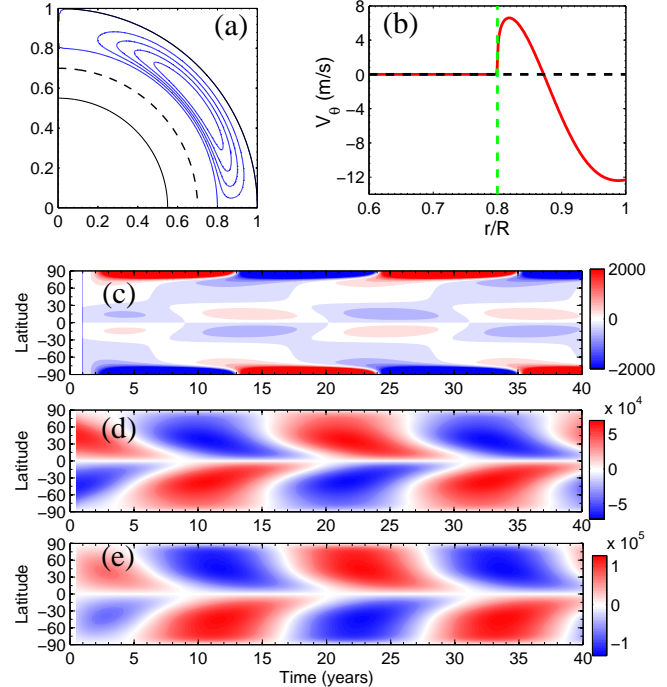 (a)
1
0.8
0.6
0.4
0.2
0
0 0.2 0.4 0.6 0.8 1
(b)
V_θ (m/s)
8
4
0
−4
−8
−12
0.6 0.7 0.8 0.9 1
r/R
(c)
Latitude
90
60
30
0
−30
−60
−90
0 5 10 15 20 25 30 35 40
2000
0
−2000
(d)
Latitude
90
60
30
0
−30
−60
−90
0 5 10 15 20 25 30 35 40
x 10^4
5
0
−5
(e)
Latitude
90
60
30
0
−30
−60
−90
0 5 10 15 20 25 30 35 40
Time (years)
x 10^5
1
0
−1